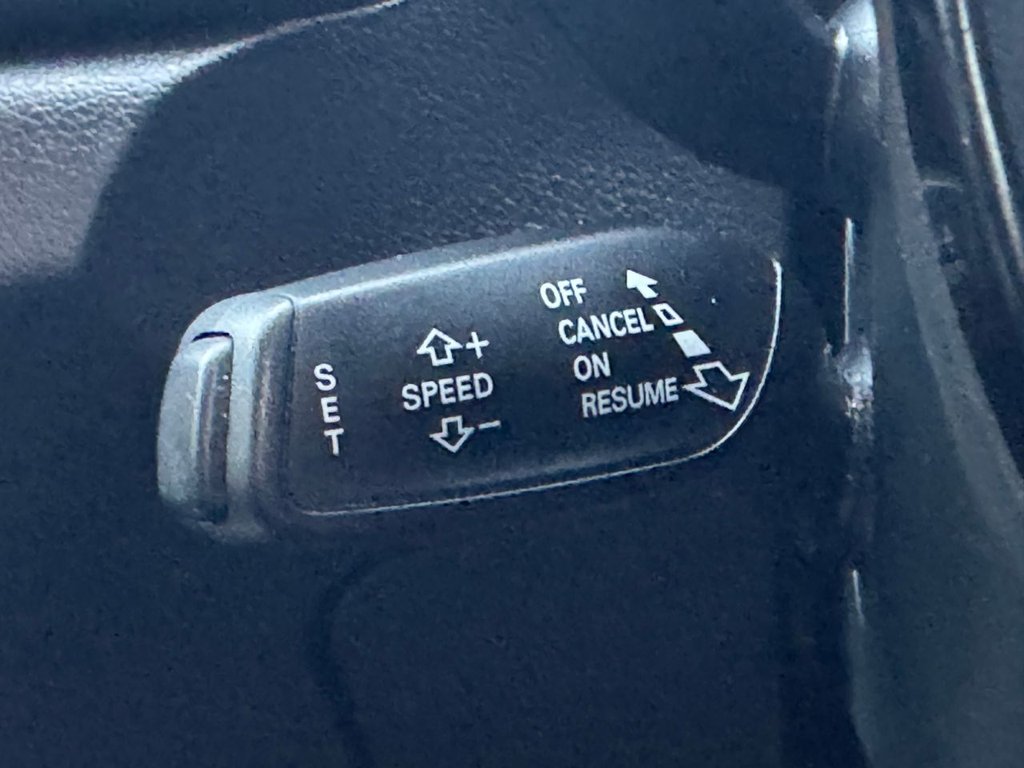 SET
+
SPEED
−
OFF
CANCEL
ON
RESUME